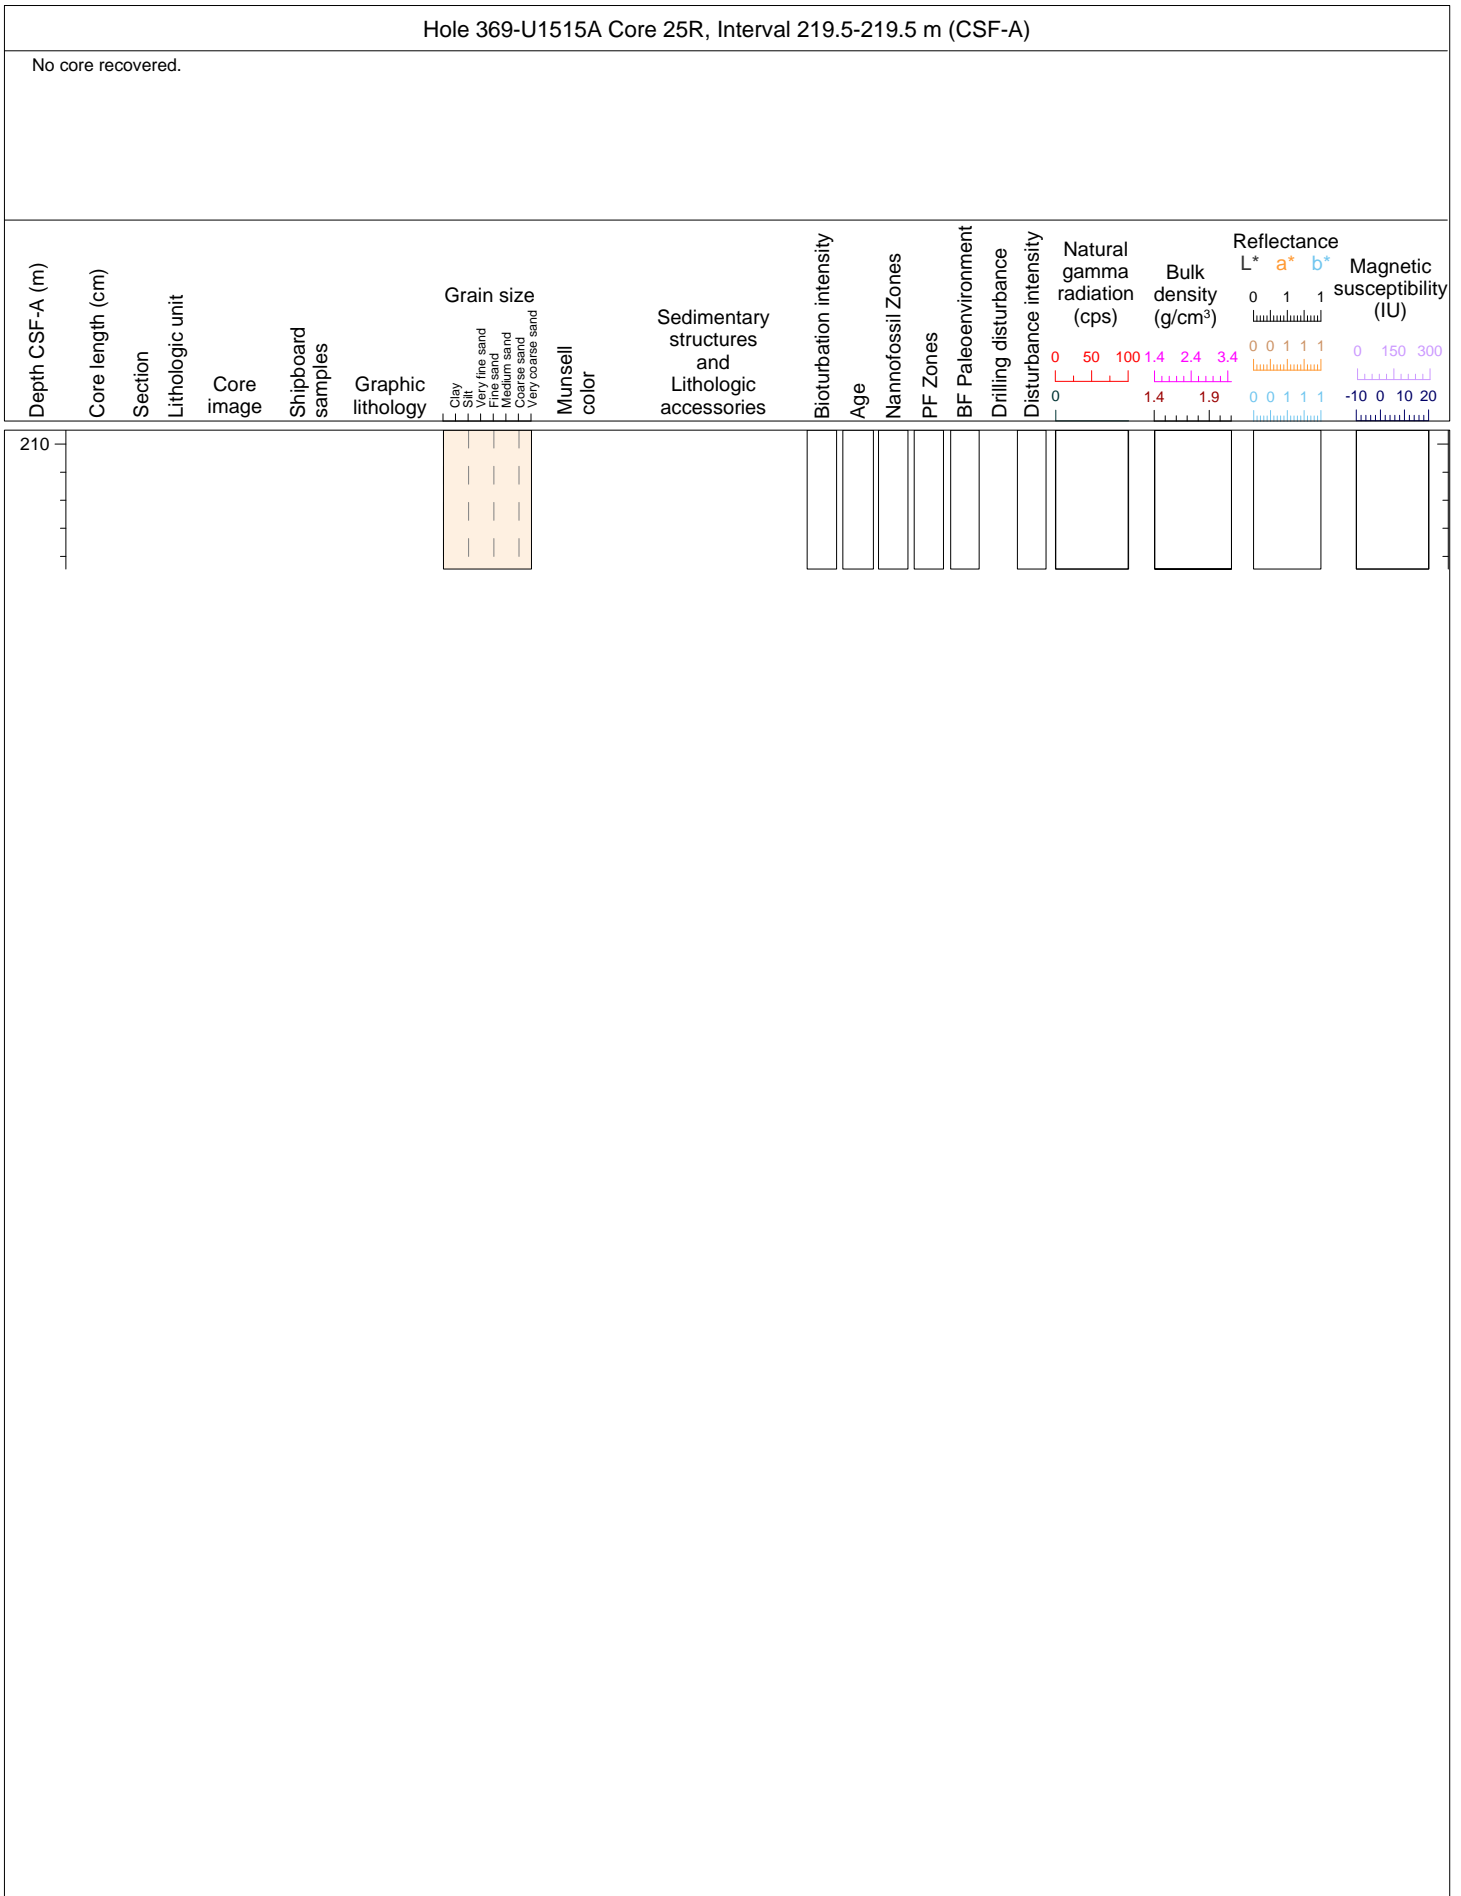 Hole 369-U1515A Core 25R, Interval 219.5-219.5 m (CSF-A)
No core recovered.
Depth CSF-A (m)
Core length (cm)
Section
Lithologic unit
Core
image
Shipboard
samples
Graphic
lithology
Grain size
Clay
Silt
Very fine sand
Fine sand
Medium sand
Coarse sand
Very coarse sand
Munsell
color
Sedimentary
structures
and
Lithologic
accessories
Bioturbation intensity
Age
Nannofossil Zones
PF Zones
BF Paleoenvironment
Drilling disturbance
Disturbance intensity
Natural
gamma
radiation
(cps)
0 50 100
0
Bulk
density
(g/cm³)
1.4 2.4 3.4
1.4 1.9
Reflectance
L* a* b*
0 1 1
0 0 1 1 1
0 0 1 1 1
Magnetic
susceptibility
(IU)
0 150 300
-10 0 10 20
210